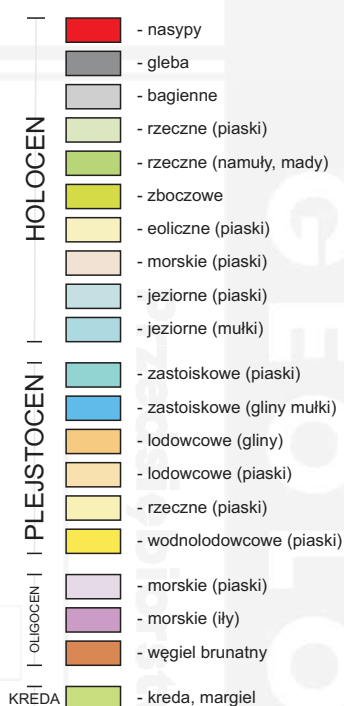 HOLOCEN
- nasypy
- gleba
- bagienne
- rzeczne (piaski)
- rzeczne (namuły, mady)
- zboczowe
- eoliczne (piaski)
- morskie (piaski)
- jeziorne (piaski)
- jeziorne (mułki)
PLEJSTOCEN
- zastoiskowe (piaski)
- zastoiskowe (gliny mułki)
- lodowcowe (gliny)
- lodowcowe (piaski)
- rzeczne (piaski)
- wodnolodowcowe (piaski)
OLIGOCEN
- morskie (piaski)
- morskie (iły)
- węgiel brunatny
KREDA
- kreda, margiel
GEOLO